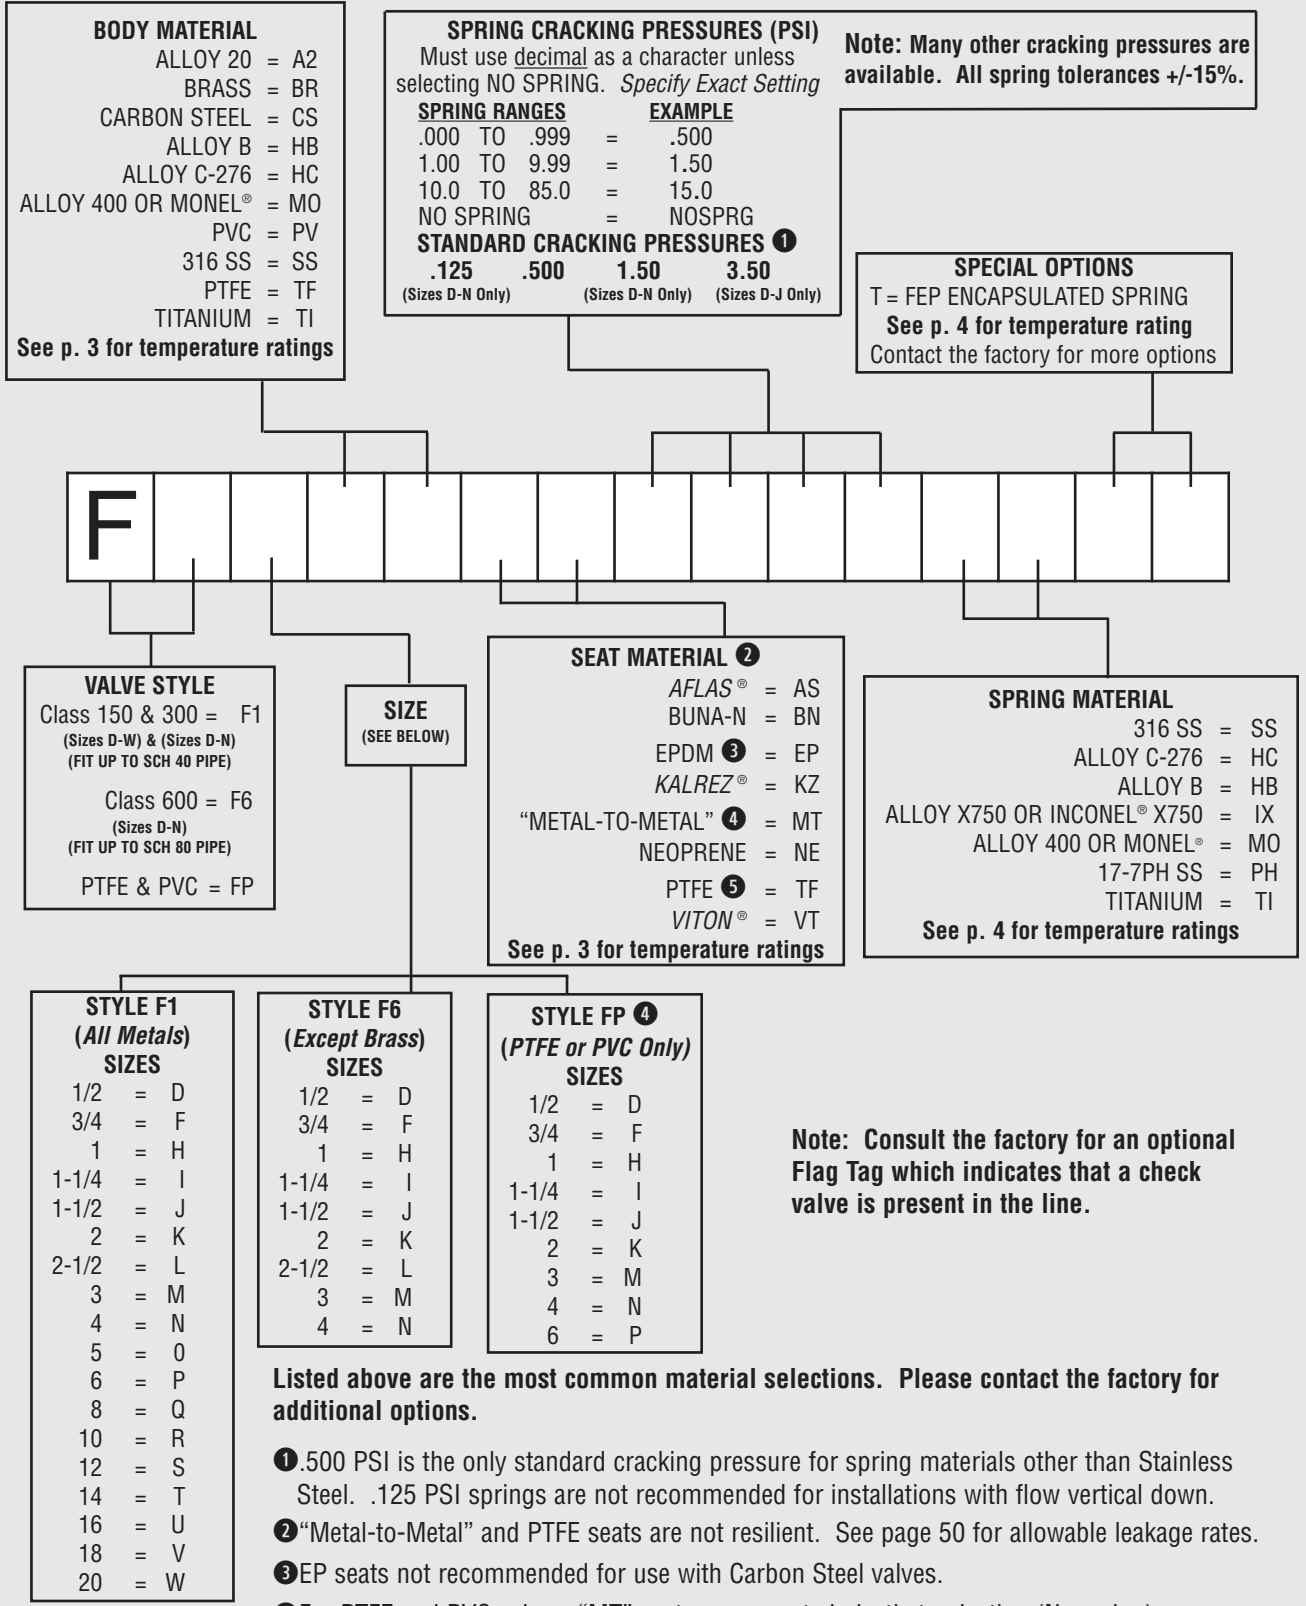 BODY MATERIAL
ALLOY 20 = A2
BRASS = BR
CARBON STEEL = CS
ALLOY B = HB
ALLOY C-276 = HC
ALLOY 400 OR MONEL® = MO
PVC = PV
316 SS = SS
PTFE = TF
TITANIUM = TI
See p. 3 for temperature ratings
SPRING CRACKING PRESSURES (PSI)
Must use decimal as a character unless
selecting NO SPRING. Specify Exact Setting
SPRING RANGES EXAMPLE
.000 TO .999 = .500
1.00 TO 9.99 = 1.50
10.0 TO 85.0 = 15.0
NO SPRING = NOSPRG
STANDARD CRACKING PRESSURES ❶
.125 .500 1.50 3.50
(Sizes D-N Only) (Sizes D-N Only) (Sizes D-J Only)
Note: Many other cracking pressures are
available. All spring tolerances +/-15%.
SPECIAL OPTIONS
T = FEP ENCAPSULATED SPRING
See p. 4 for temperature rating
Contact the factory for more options
F
VALVE STYLE
Class 150 & 300 = F1
(Sizes D-W) & (Sizes D-N)
(FIT UP TO SCH 40 PIPE)
Class 600 = F6
(Sizes D-N)
(FIT UP TO SCH 80 PIPE)
PTFE & PVC = FP
SIZE
(SEE BELOW)
SEAT MATERIAL ❷
AFLAS® = AS
BUNA-N = BN
EPDM ❸ = EP
KALREZ® = KZ
“METAL-TO-METAL” ❹ = MT
NEOPRENE = NE
PTFE ❺ = TF
VITON® = VT
See p. 3 for temperature ratings
SPRING MATERIAL
316 SS = SS
ALLOY C-276 = HC
ALLOY B = HB
ALLOY X750 OR INCONEL® X750 = IX
ALLOY 400 OR MONEL® = MO
17-7PH SS = PH
TITANIUM = TI
See p. 4 for temperature ratings
STYLE F1
(All Metals)
SIZES
1/2 = D
3/4 = F
1 = H
1-1/4 = I
1-1/2 = J
2 = K
2-1/2 = L
3 = M
4 = N
5 = O
6 = P
8 = Q
10 = R
12 = S
14 = T
16 = U
18 = V
20 = W
STYLE F6
(Except Brass)
SIZES
1/2 = D
3/4 = F
1 = H
1-1/4 = I
1-1/2 = J
2 = K
2-1/2 = L
3 = M
4 = N
STYLE FP ❹
(PTFE or PVC Only)
SIZES
1/2 = D
3/4 = F
1 = H
1-1/4 = I
1-1/2 = J
2 = K
3 = M
4 = N
6 = P
Note: Consult the factory for an optional
Flag Tag which indicates that a check
valve is present in the line.
Listed above are the most common material selections. Please contact the factory for
additional options.
❶.500 PSI is the only standard cracking pressure for spring materials other than Stainless
Steel. .125 PSI springs are not recommended for installations with flow vertical down.
❷“Metal-to-Metal” and PTFE seats are not resilient. See page 50 for allowable leakage rates.
❸EP seats not recommended for use with Carbon Steel valves.